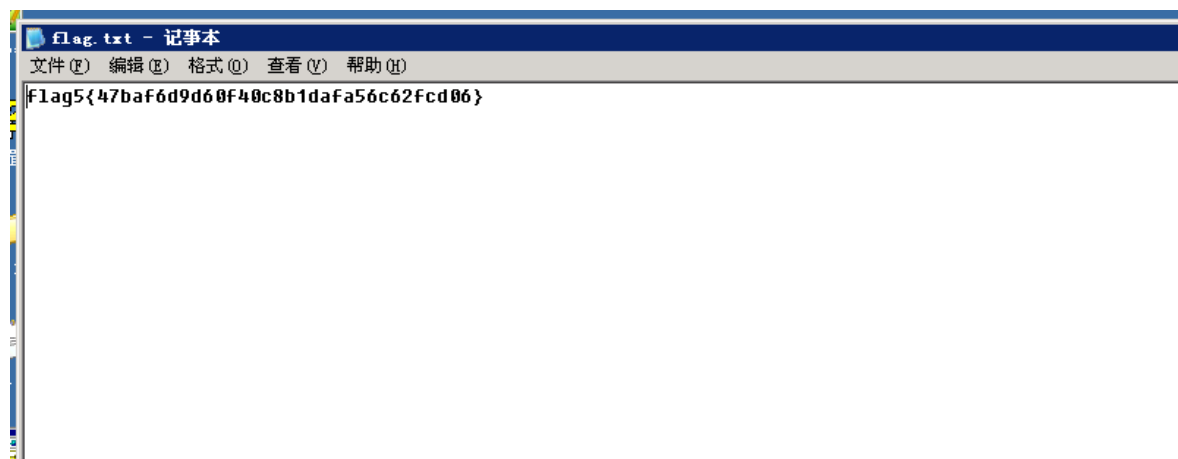 flag.txt - 记事本
文件(F) 编辑(E) 格式(O) 查看(V) 帮助(H)
flag5{47baf6d9d60f40c8b1dafa56c62fcd06}